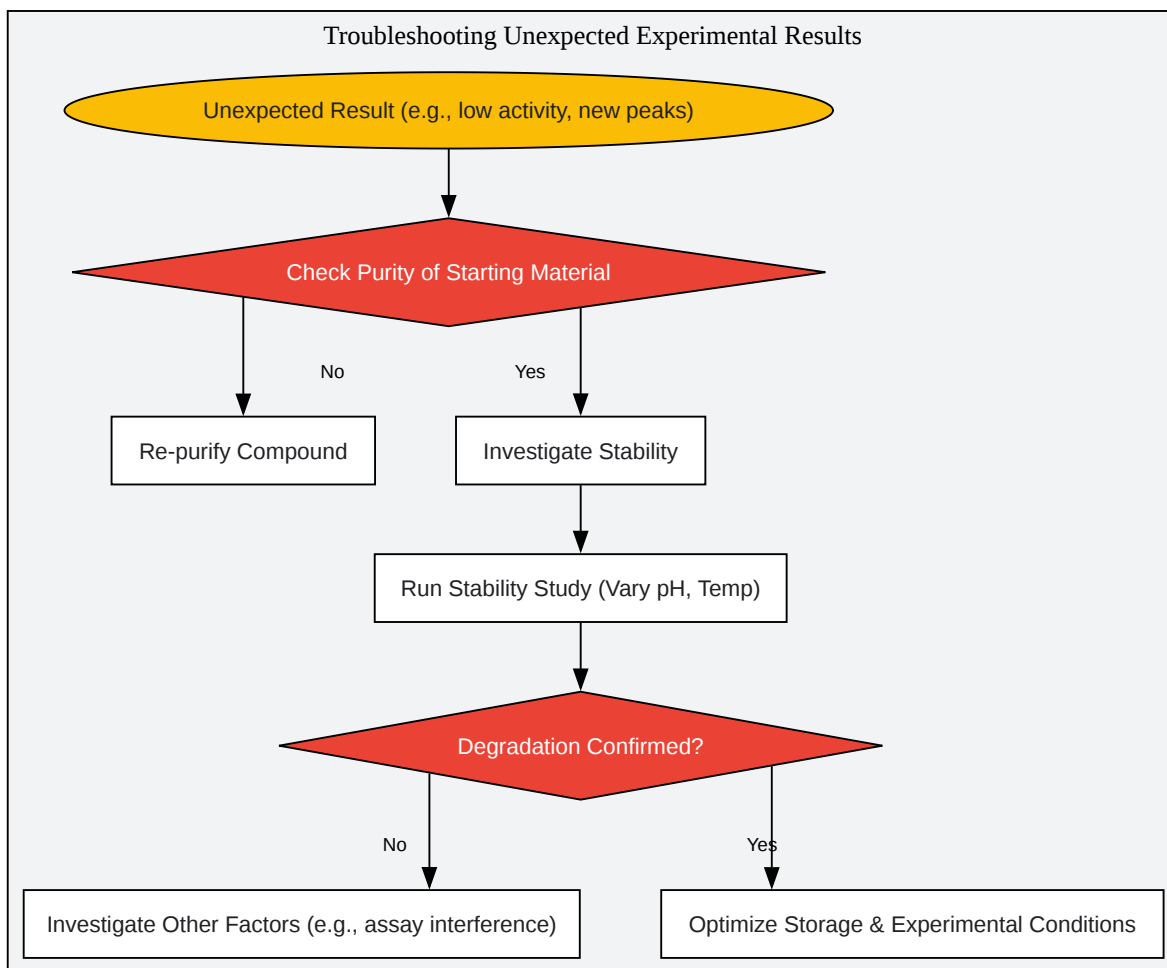 Troubleshooting Unexpected Experimental Results
Unexpected Result (e.g., low activity, new peaks)
Check Purity of Starting Material
No
Yes
Re-purify Compound
Investigate Stability
Run Stability Study (Vary pH, Temp)
Degradation Confirmed?
No
Yes
Investigate Other Factors (e.g., assay interference)
Optimize Storage & Experimental Conditions